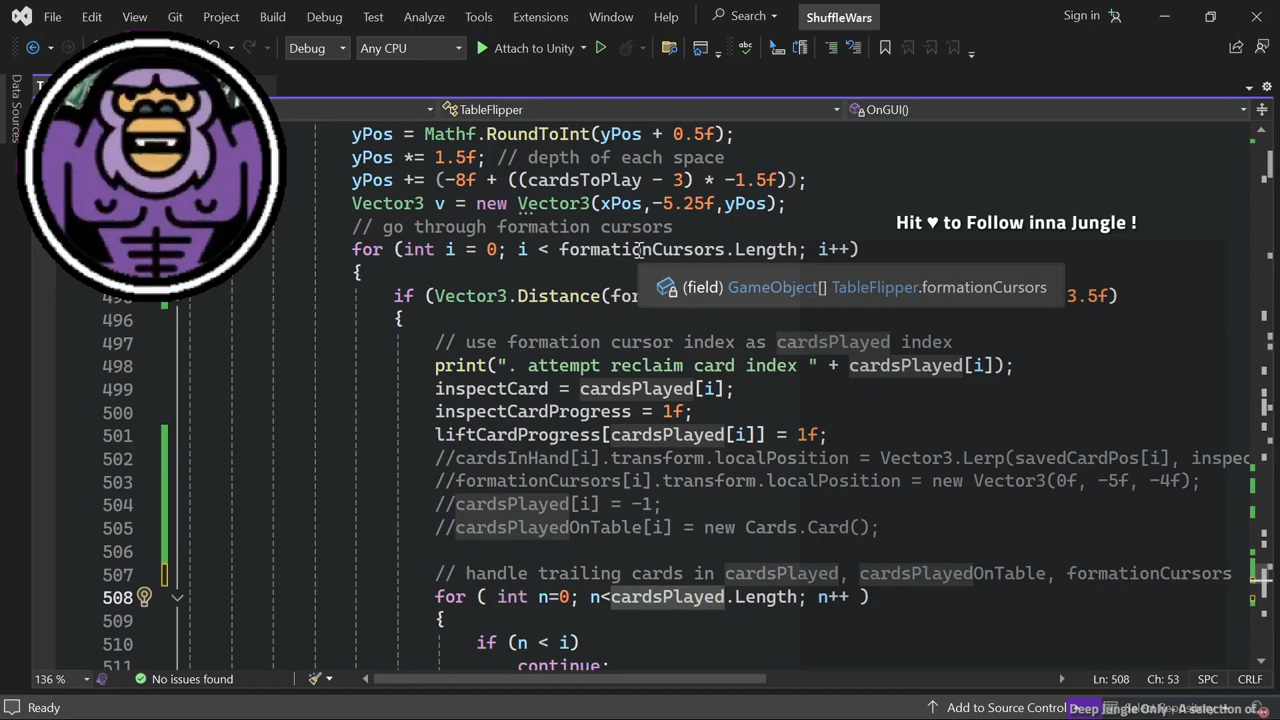 File Edit View Git Project Build Debug Test Analyze Tools Extensions Window Help Search ShuffleWars Sign in
Debug Any CPU Attach to Unity
Data Sources
TableFlipper OnGUI()
yPos = Mathf.RoundToInt(yPos + 0.5f);
yPos *= 1.5f; // depth of each space
yPos += (-8f + ((cardsToPlay - 3) * -1.5f));
Vector3 v = new Vector3(xPos,-5.25f,yPos);
Hit ♥ to Follow inna Jungle !
// go through formation cursors
for (int i = 0; i < formationCursors.Length; i++)
{
(field) GameObject[] TableFlipper.formationCursors
if (Vector3.Distance(for 3.5f)
496 {
497 // use formation cursor index as cardsPlayed index
498 print(". attempt reclaim card index " + cardsPlayed[i]);
499 inspectCard = cardsPlayed[i];
500 inspectCardProgress = 1f;
501 liftCardProgress[cardsPlayed[i]] = 1f;
502 //cardsInHand[i].transform.localPosition = Vector3.Lerp(savedCardPos[i], inspec
503 //formationCursors[i].transform.localPosition = new Vector3(0f, -5f, -4f);
504 //cardsPlayed[i] = -1;
505 //cardsPlayedOnTable[i] = new Cards.Card();
506
507 // handle trailing cards in cardsPlayed, cardsPlayedOnTable, formationCursors
508 for ( int n=0; n<cardsPlayed.Length; n++ )
509 {
510 if (n < i)
511 continue;
136 % No issues found Ln: 508 Ch: 53 SPC CRLF
Ready Add to Source Control
Deep Jungle Only - A selection of